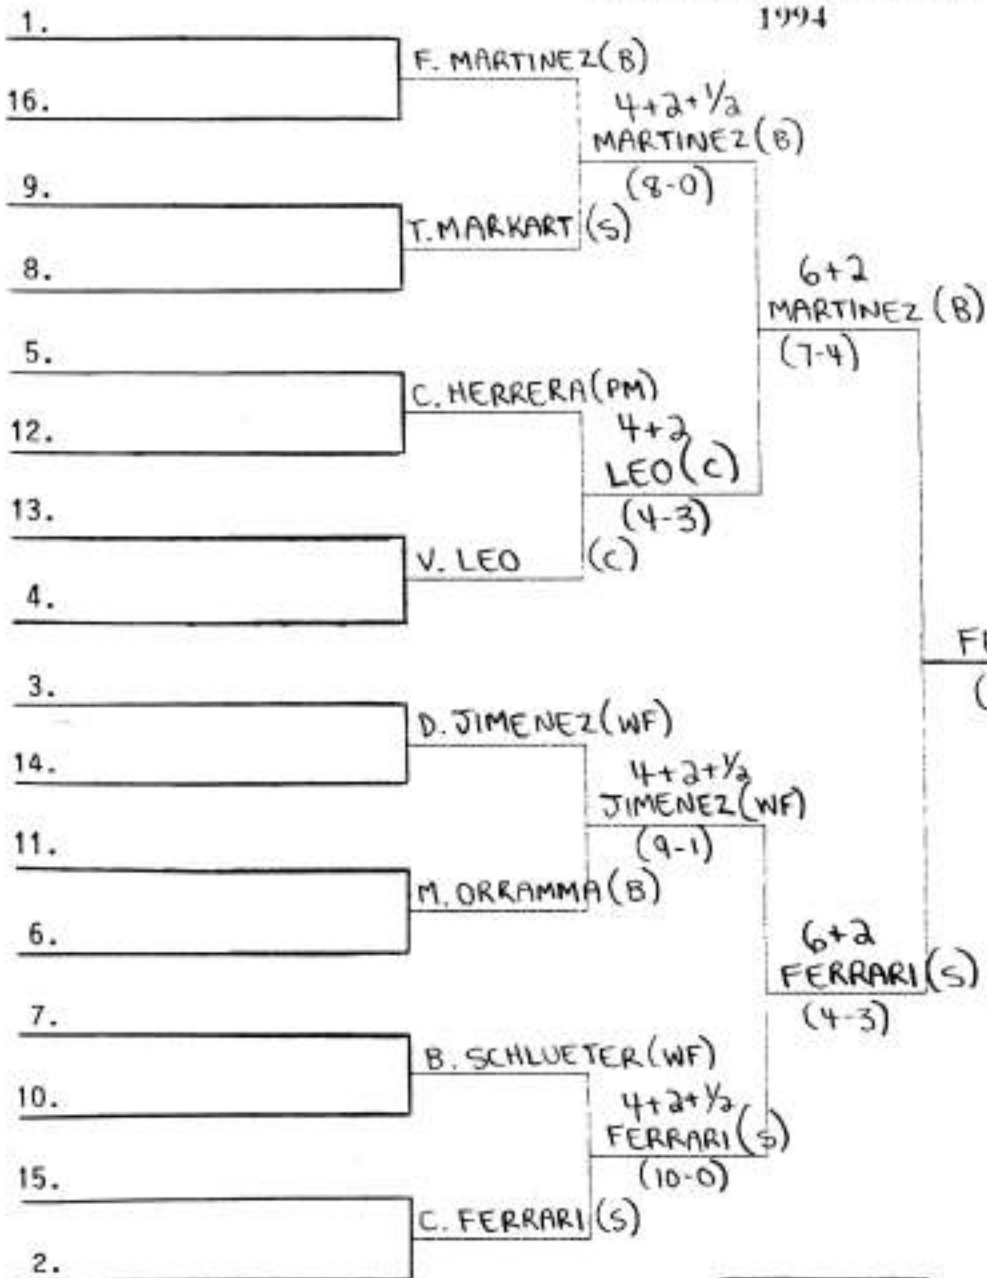 1994
1.
F. MARTINEZ (B)
16.
4+2+1/2
MARTINEZ (B)
(8-0)
9.
T. MARKART (S)
8.
6+2
MARTINEZ (B)
(7-4)
5.
C. HERRERA (PM)
12.
4+2
LEO (C)
(4-3)
13.
V. LEO (C)
4.
3.
D. JIMENEZ (WF)
14.
4+2+1/2
JIMENEZ (WF)
(9-1)
11.
M. ORRAMMA (B)
6.
6+2
FERRARI (S)
(4-3)
7.
B. SCHLUETER (WF)
10.
4+2+1/2
FERRARI (S)
(10-0)
15.
C. FERRARI (S)
2.